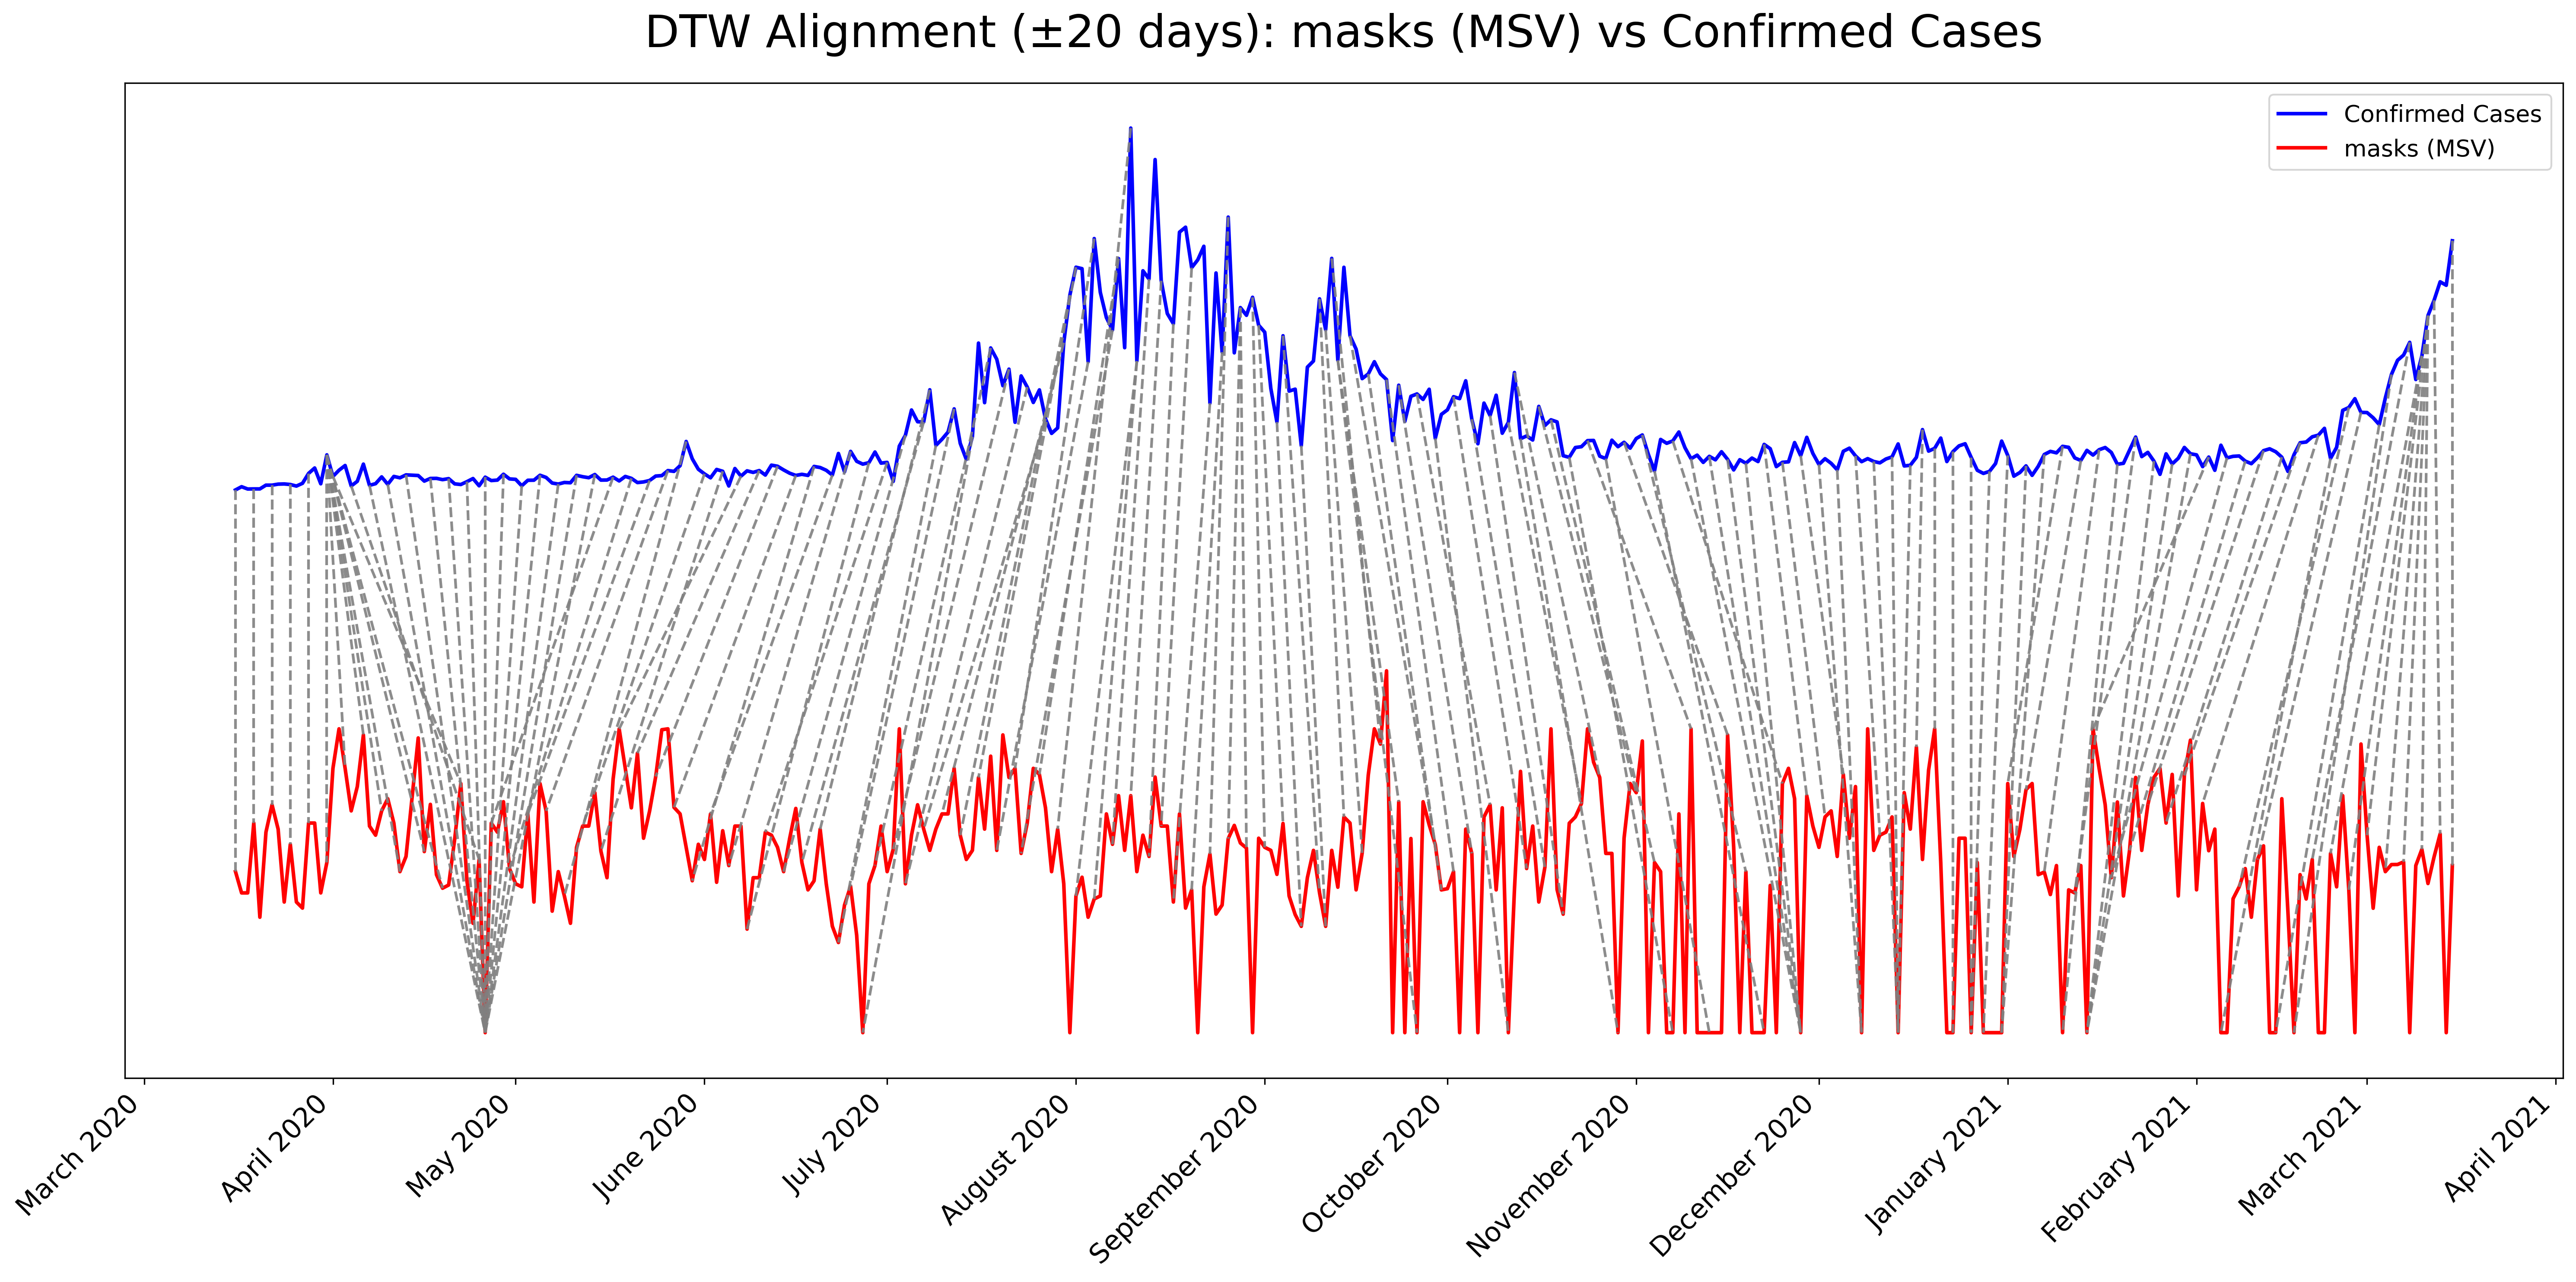 DTW Alignment (±20 days): masks (MSV) vs Confirmed Cases
Confirmed Cases
masks (MSV)
March 2020
April 2020
May 2020
June 2020
July 2020
August 2020
September 2020
October 2020
November 2020
December 2020
January 2021
February 2021
March 2021
April 2021